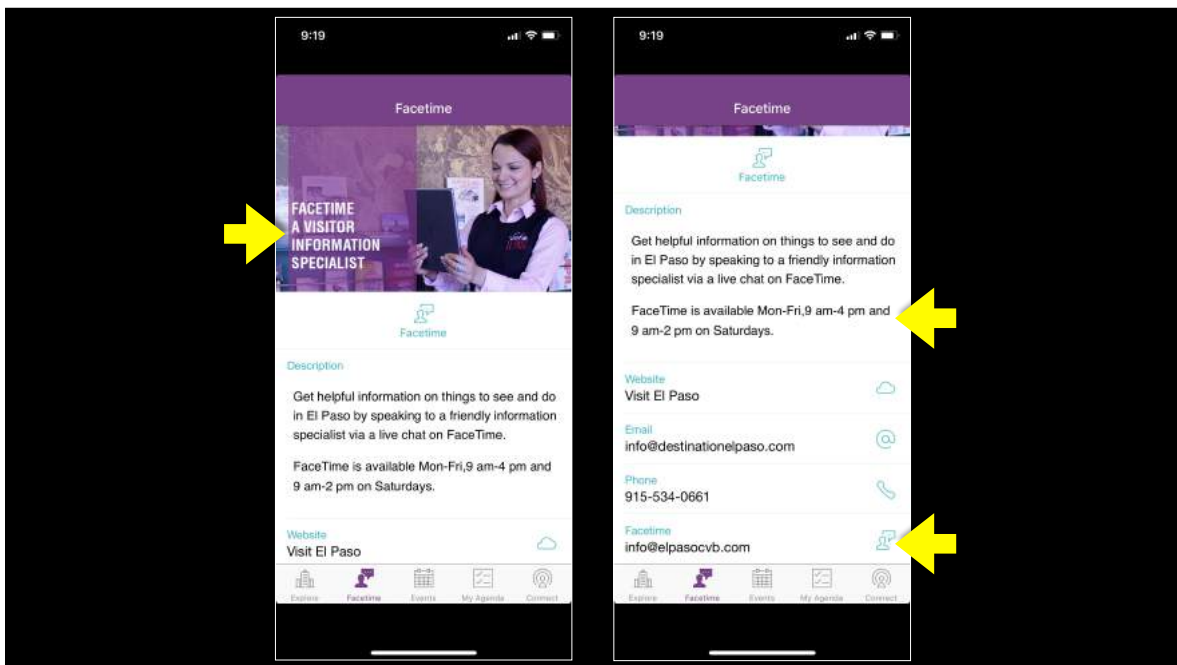 9:19
Facetime
FACETIME
A VISITOR
INFORMATION
SPECIALIST
Facetime
Description
Get helpful information on things to see and do
in El Paso by speaking to a friendly information
specialist via a live chat on FaceTime.
FaceTime is available Mon-Fri,9 am-4 pm and
9 am-2 pm on Saturdays.
Website
Visit El Paso
Explore Facetime Events My Agenda Connect
9:19
Facetime
Facetime
Description
Get helpful information on things to see and do
in El Paso by speaking to a friendly information
specialist via a live chat on FaceTime.
FaceTime is available Mon-Fri,9 am-4 pm and
9 am-2 pm on Saturdays.
Website
Visit El Paso
Email
info@destinationelpaso.com
Phone
915-534-0661
Facetime
info@elpasocvb.com
Explore Facetime Events My Agenda Connect